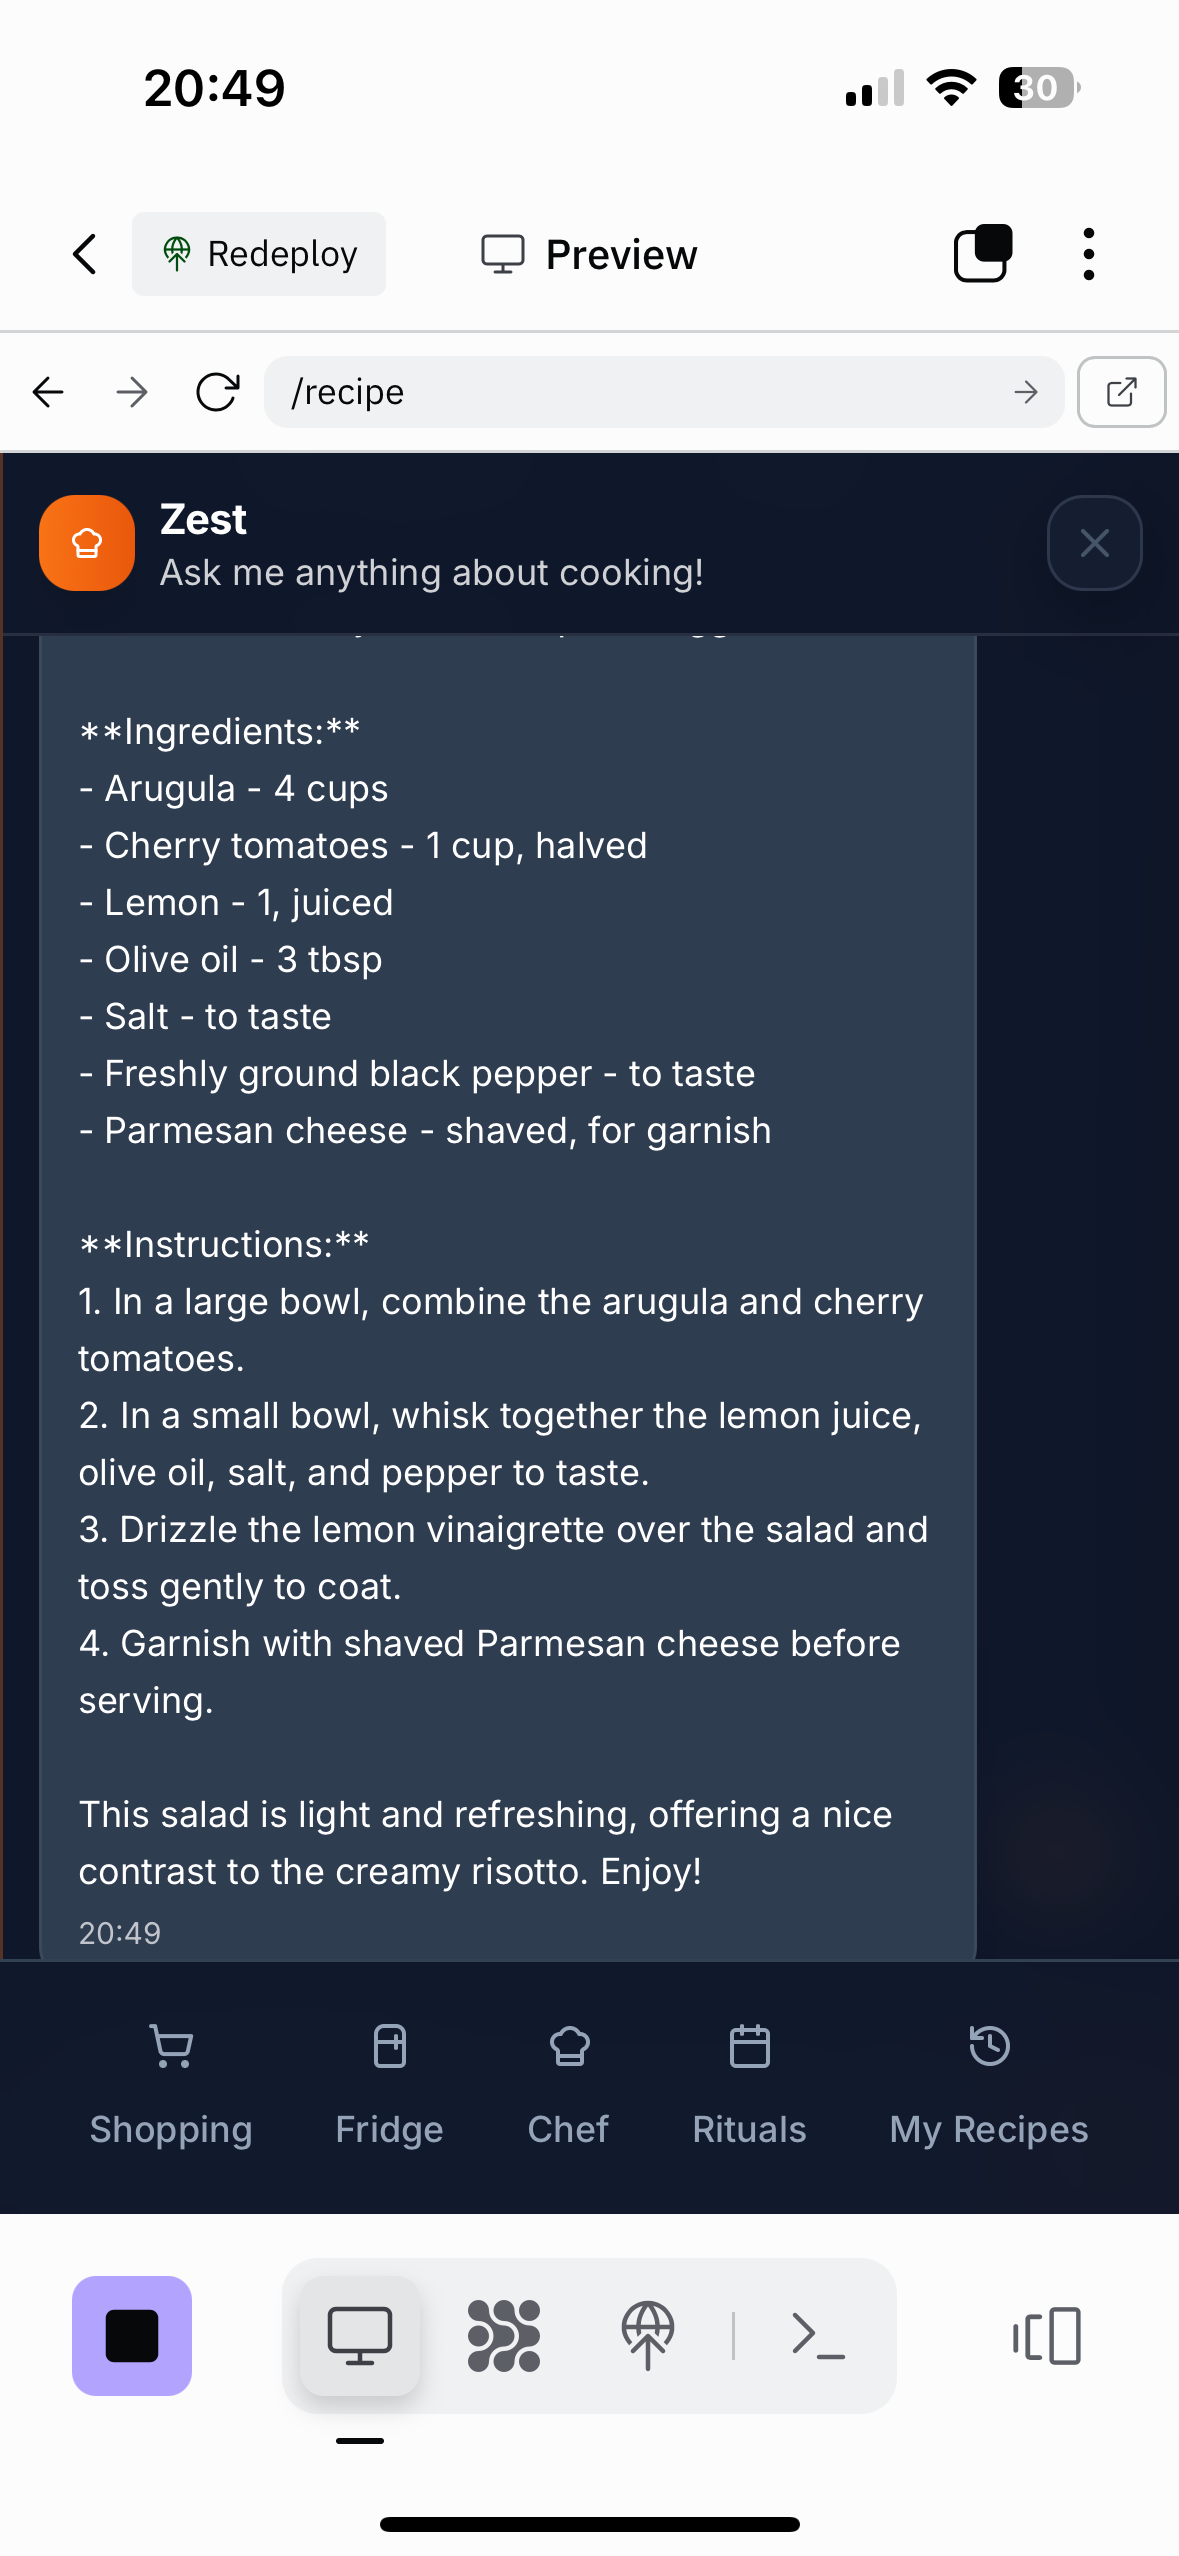 20:49
30
Redeploy
Preview
/recipe
Zest
Ask me anything about cooking!
**Ingredients:**
- Arugula - 4 cups
- Cherry tomatoes - 1 cup, halved
- Lemon - 1, juiced
- Olive oil - 3 tbsp
- Salt - to taste
- Freshly ground black pepper - to taste
- Parmesan cheese - shaved, for garnish
**Instructions:**
1. In a large bowl, combine the arugula and cherry
tomatoes.
2. In a small bowl, whisk together the lemon juice,
olive oil, salt, and pepper to taste.
3. Drizzle the lemon vinaigrette over the salad and
toss gently to coat.
4. Garnish with shaved Parmesan cheese before
serving.
This salad is light and refreshing, offering a nice
contrast to the creamy risotto. Enjoy!
20:49
Shopping
Fridge
Chef
Rituals
My Recipes